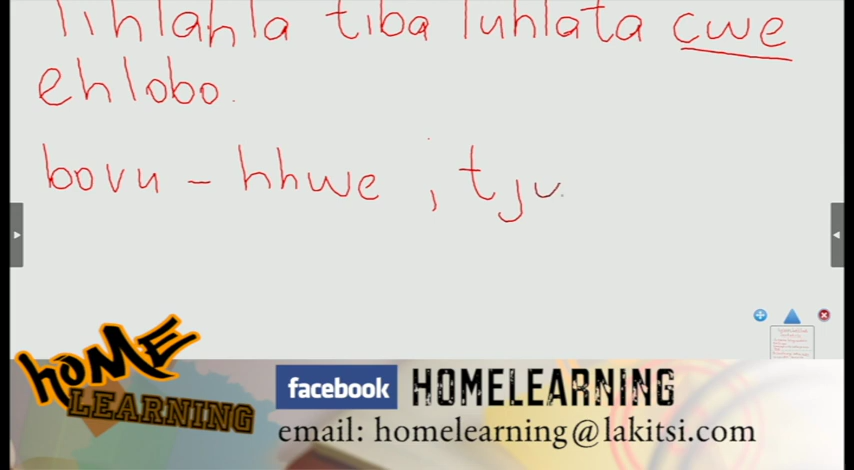 Tihlahla tiba luhlata cwe
ehlobo.
bovu - hhwe ; tju
HOME
LEARNING
facebook HOMELEARNING
email: homelearning@lakitsi.com